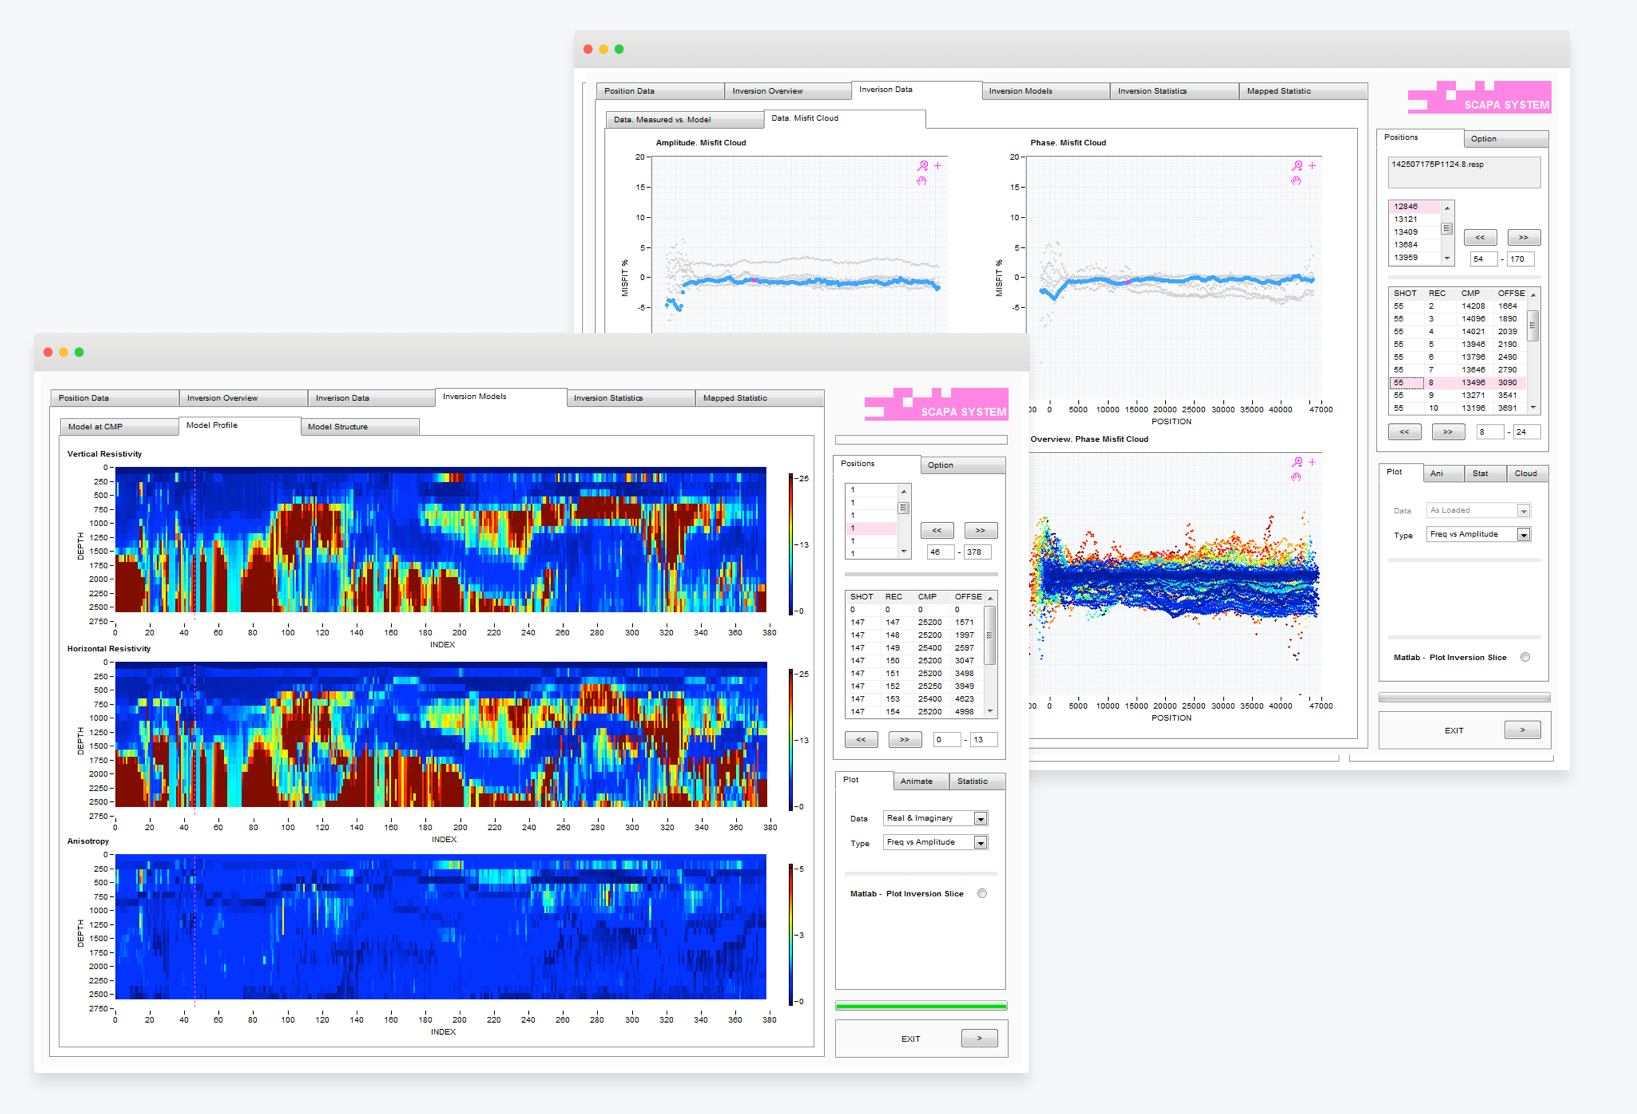 Position Data
Inversion Overview
Inverison Data
Inversion Models
Inversion Statistics
Mapped Statistic
SCAPA SYSTEM
Data. Measured vs. Model
Data. Misfit Cloud
Amplitude. Misfit Cloud
20
15
10
5
0
-5
MISFIT %
Phase. Misfit Cloud
20
15
10
5
0
-5
MISFIT %
00 0 5000 10000 15000 25000 30000 35000 40000 47000
POSITION
Overview. Phase Misfit Cloud
00 0 5000 10000 15000 25000 30000 35000 40000 47000
POSITION
Positions
Option
142507175P1124.8.resp
12846
13121
13409
13684
13959
<< >>
54 - 170
SHOT REC CMP OFFSE
55 2 14208 1664
55 3 14096 1890
55 4 14021 2039
55 5 13946 2190
55 6 13796 2490
55 7 13646 2790
55 8 13496 3090
55 9 13271 3541
55 10 13196 3691
<< >> 8 - 24
Plot Ani Stat Cloud
Data As Loaded
Type Freq vs Amplitude
Matlab - Plot Inversion Slice
EXIT >
Position Data
Inversion Overview
Inverison Data
Inversion Models
Inversion Statistics
Mapped Statistic
SCAPA SYSTEM
Model at CMP
Model Profile
Model Structure
Vertical Resistivity
0
250
500
750
1000
1250
1500
1750
2000
2250
2500
2750
DEPTH
0 20 40 60 80 100 120 140 160 180 200 220 240 260 280 300 320 340 360 380
INDEX
25
13
0
Horizontal Resistivity
0
250
500
750
1000
1250
1500
1750
2000
2250
2500
2750
DEPTH
0 20 40 60 80 100 120 140 160 180 200 220 240 260 280 300 320 340 360 380
INDEX
25
13
0
Anisotropy
0
250
500
750
1000
1250
1500
1750
2000
2250
2500
2750
DEPTH
0 20 40 60 80 100 120 140 160 180 200 220 240 260 280 300 320 340 360 380
INDEX
5
3
0
Positions
Option
1
1
1
1
1
1
<< >>
46 - 378
SHOT REC CMP OFFSE
0 0 0 0
147 147 25200 1571
147 148 25200 1997
147 149 25400 2597
147 150 25200 3047
147 151 25200 3498
147 152 25250 3949
147 153 25400 4623
147 154 25200 4998
<< >> 0 - 13
Plot Animate Statistic
Data Real & Imaginary
Type Freq vs Amplitude
Matlab - Plot Inversion Slice
EXIT >